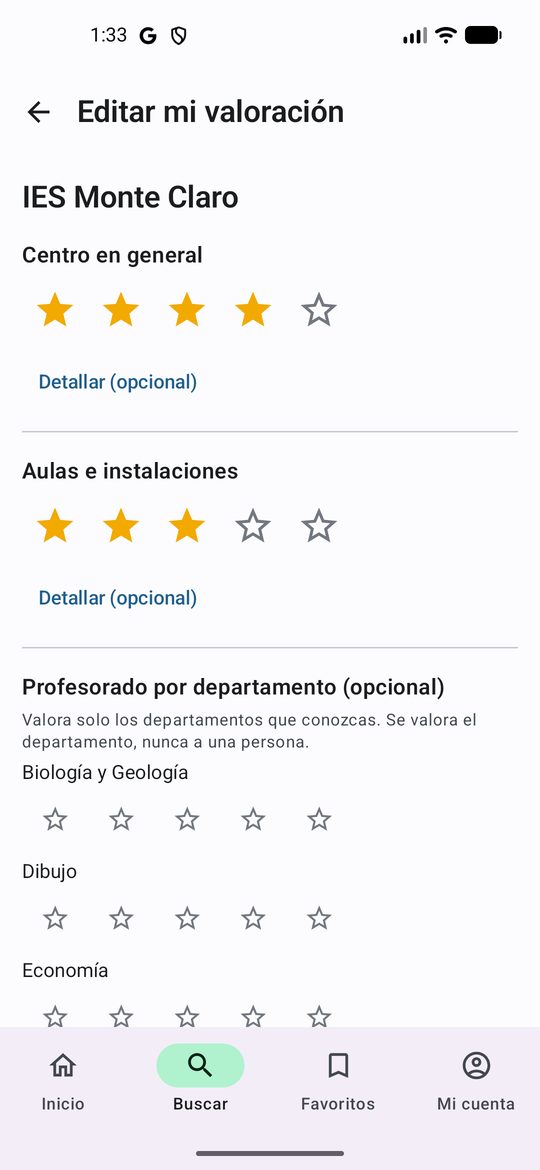 1:33
Editar mi valoración
IES Monte Claro
Centro en general
Detallar (opcional)
Aulas e instalaciones
Detallar (opcional)
Profesorado por departamento (opcional)
Valora solo los departamentos que conozcas. Se valora el
departamento, nunca a una persona.
Biología y Geología
Dibujo
Economía
Inicio
Buscar
Favoritos
Mi cuenta